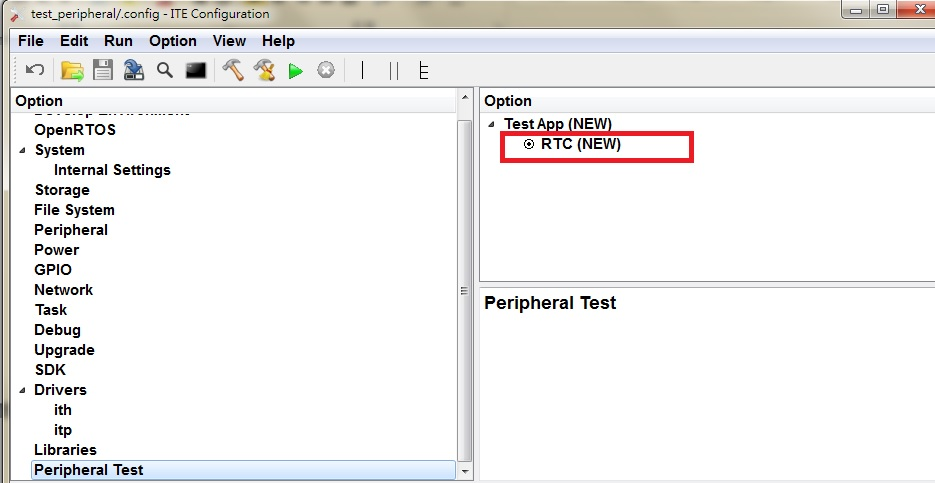 test_peripheral/.config - ITE Configuration
File Edit Run Option View Help
Option
Develop Environment
OpenRTOS
System
Internal Settings
Storage
File System
Peripheral
Power
GPIO
Network
Task
Debug
Upgrade
SDK
Drivers
ith
itp
Libraries
Peripheral Test
Option
Test App (NEW)
RTC (NEW)
Peripheral Test